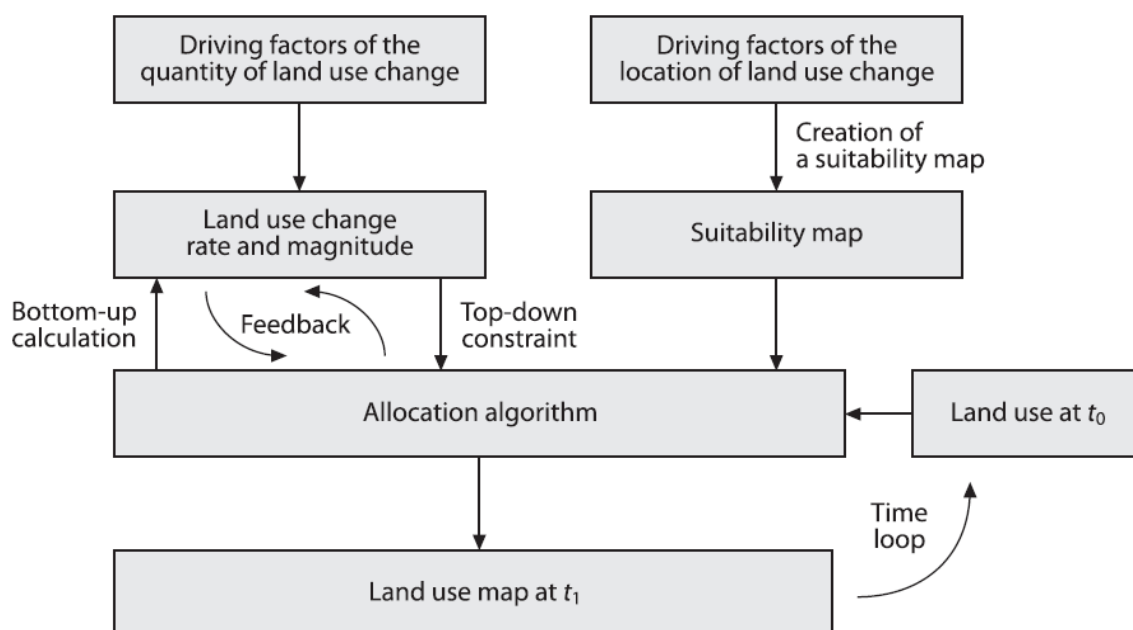 Driving factors of the
quantity of land use change
Driving factors of the
location of land use change
Creation of
a suitability map
Land use change
rate and magnitude
Suitability map
Bottom-up
calculation
Feedback
Top-down
constraint
Allocation algorithm
Land use at t₀
Time
loop
Land use map at t₁